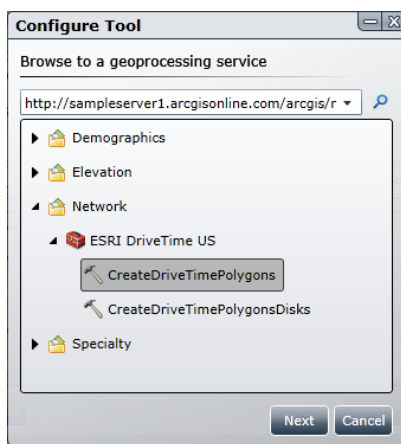 Configure Tool
Browse to a geoprocessing service
http://sampleserver1.arcgisonline.com/arcgis/r
Demographics
Elevation
Network
ESRI DriveTime US
CreateDriveTimePolygons
CreateDriveTimePolygonsDisks
Specialty
Next Cancel